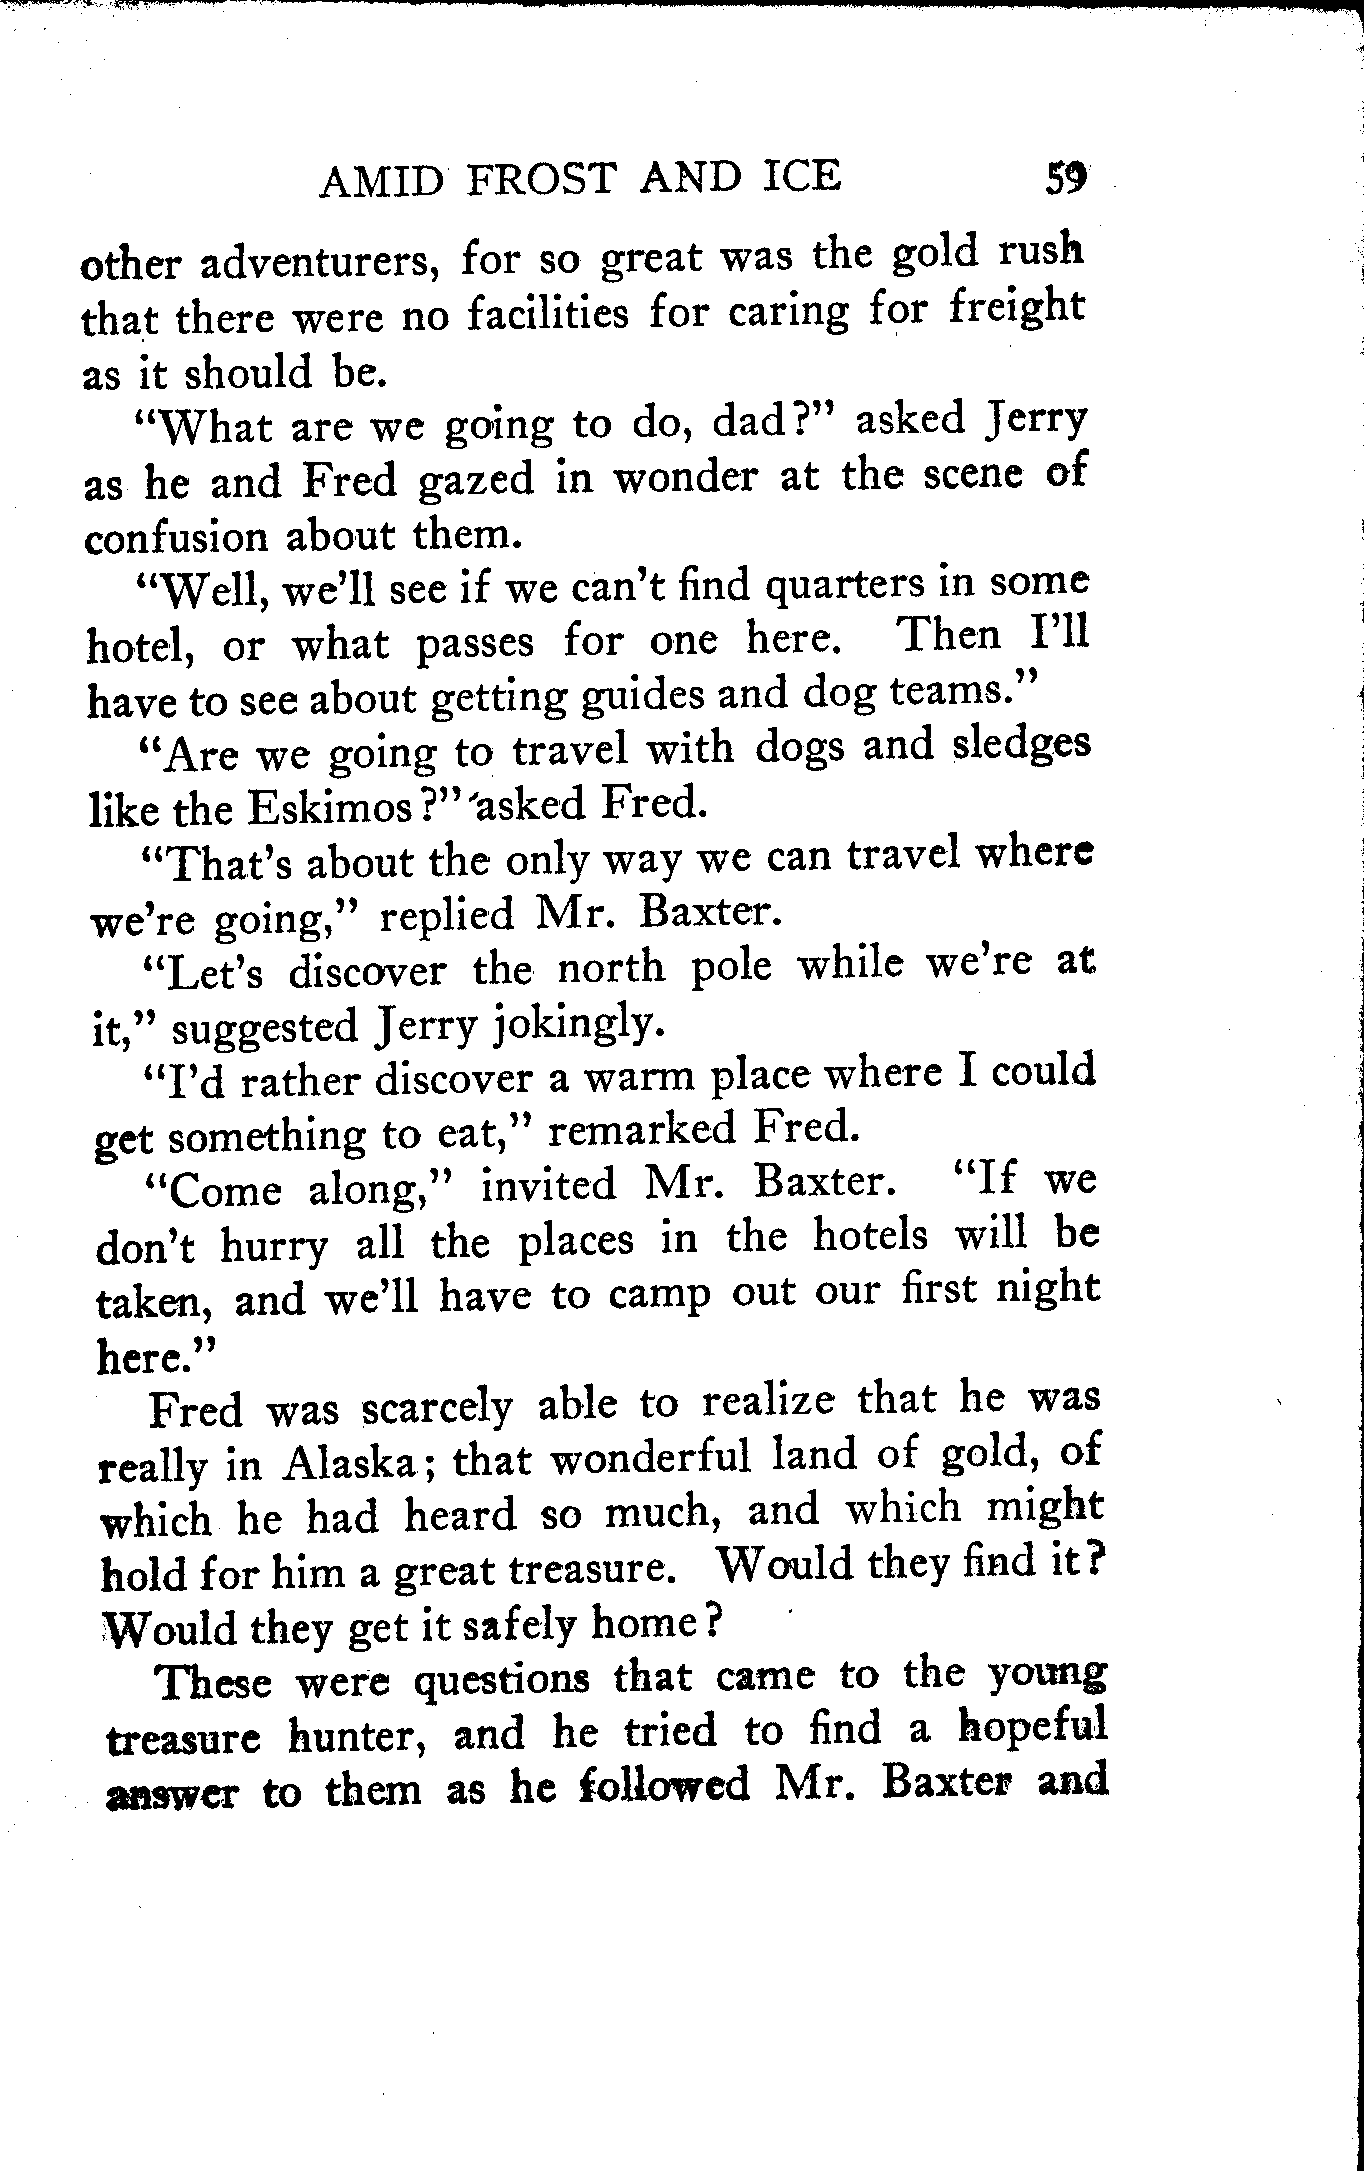 AMID FROST AND ICE 59
other adventurers, for so great was the gold rush
that there were no facilities for caring for freight
as it should be.
"What are we going to do, dad?" asked Jerry
as he and Fred gazed in wonder at the scene of
confusion about them.
"Well, we'll see if we can't find quarters in some
hotel, or what passes for one here. Then I'll
have to see about getting guides and dog teams."
"Are we going to travel with dogs and sledges
like the Eskimos?" asked Fred.
"That's about the only way we can travel where
we're going," replied Mr. Baxter.
"Let's discover the north pole while we're at
it," suggested Jerry jokingly.
"I'd rather discover a warm place where I could
get something to eat," remarked Fred.
"Come along," invited Mr. Baxter. "If we
don't hurry all the places in the hotels will be
taken, and we'll have to camp out our first night
here."
Fred was scarcely able to realize that he was
really in Alaska; that wonderful land of gold, of
which he had heard so much, and which might
hold for him a great treasure. Would they find it?
Would they get it safely home?
These were questions that came to the young
treasure hunter, and he tried to find a hopeful
answer to them as he followed Mr. Baxter and